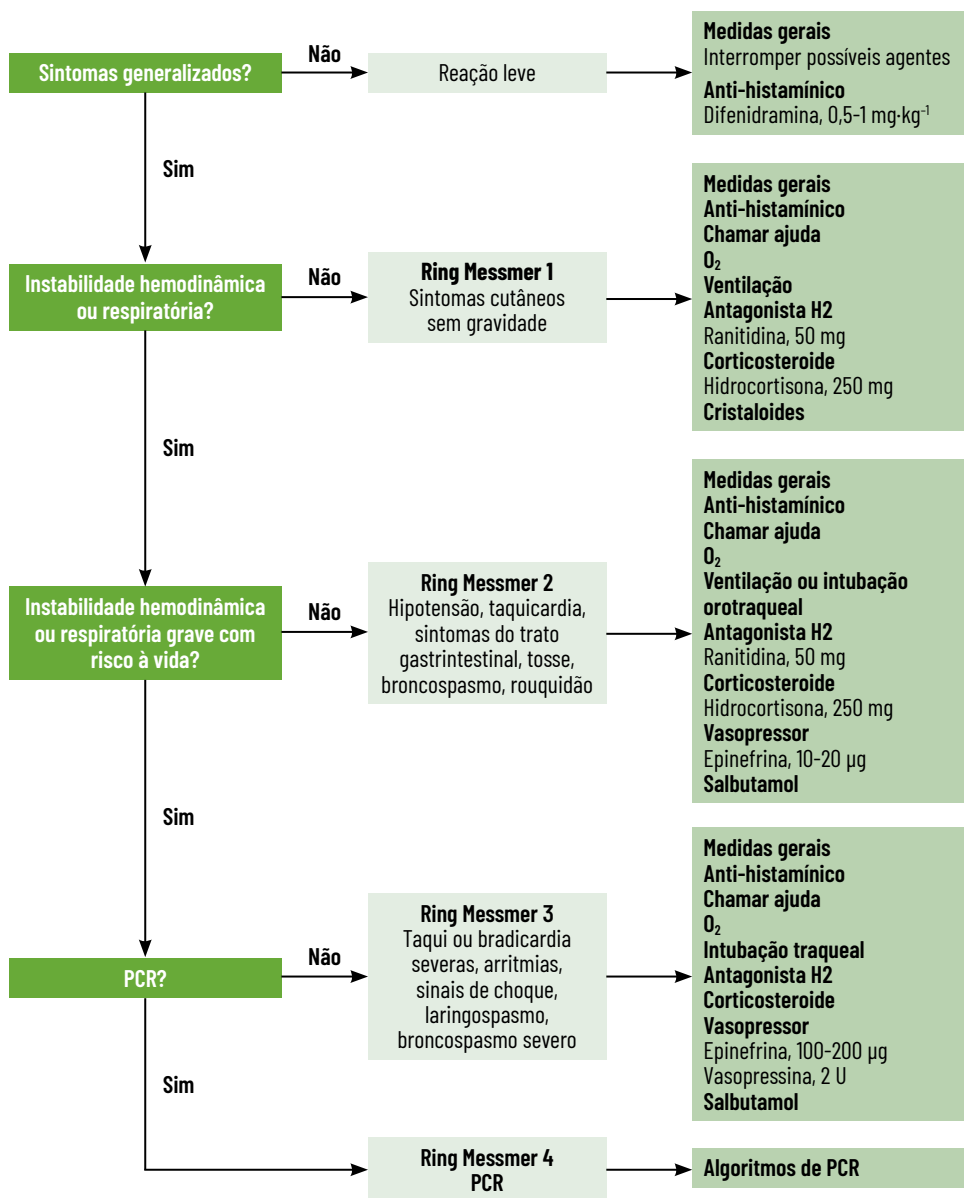 Sintomas generalizados?
Não
Reação leve
Medidas gerais
Interromper possíveis agentes
Anti-histamínico
Difenidramina, 0,5-1 mg·kg⁻¹
Sim
Instabilidade hemodinâmica
ou respiratória?
Não
Ring Messmer 1
Sintomas cutâneos
sem gravidade
Medidas gerais
Anti-histamínico
Chamar ajuda
O₂
Ventilação
Antagonista H2
Ranitidina, 50 mg
Corticosteroide
Hidrocortisona, 250 mg
Cristaloides
Sim
Instabilidade hemodinâmica
ou respiratória grave com
risco à vida?
Não
Ring Messmer 2
Hipotensão, taquicardia,
sintomas do trato
gastrintestinal, tosse,
broncospasmo, rouquidão
Medidas gerais
Anti-histamínico
Chamar ajuda
O₂
Ventilação ou intubação
orotraqueal
Antagonista H2
Ranitidina, 50 mg
Corticosteroide
Hidrocortisona, 250 mg
Vasopressor
Epinefrina, 10-20 µg
Salbutamol
Sim
PCR?
Não
Ring Messmer 3
Taqui ou bradicardia
severas, arritmias,
sinais de choque,
laringospasmo,
broncospasmo severo
Medidas gerais
Anti-histamínico
Chamar ajuda
O₂
Intubação traqueal
Antagonista H2
Corticosteroide
Vasopressor
Epinefrina, 100-200 µg
Vasopressina, 2 U
Salbutamol
Sim
Ring Messmer 4
PCR
Algoritmos de PCR